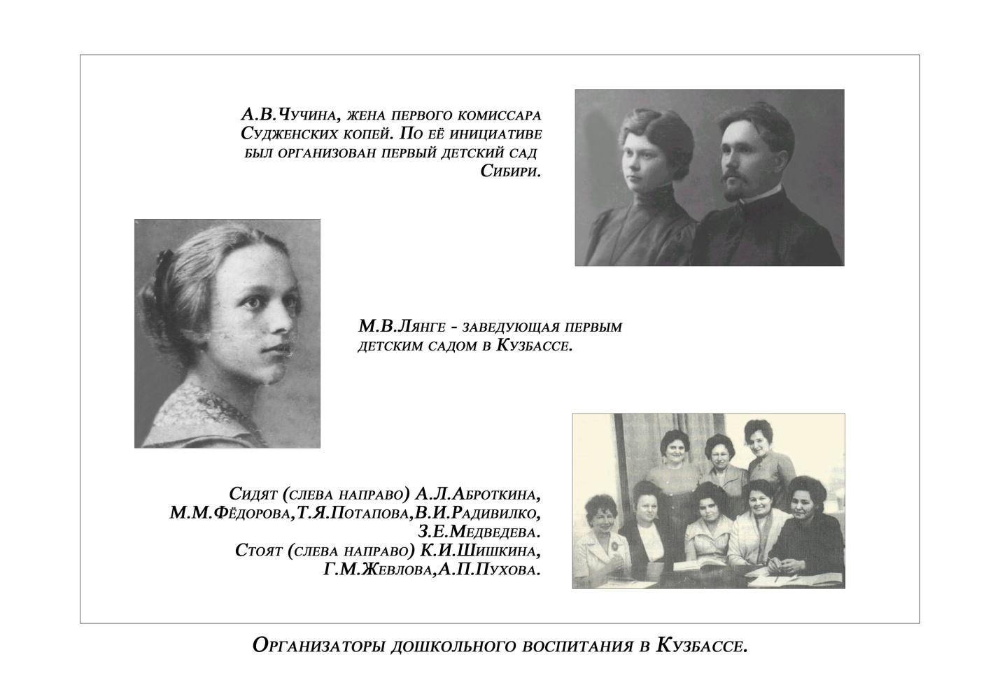 А.В.Чучина, жена первого комиссара
Судженских копей. По её инициативе
был организован первый детский сад
Сибири.
М.В.Лянге - заведующая первым
детским садом в Кузбассе.
Сидят (слева направо) А.Л.Аброткина,
М.М.Фёдорова,Т.Я.Потапова,В.И.Радивилко,
З.Е.Медведева.
Стоят (слева направо) К.И.Шишкина,
Г.М.Жевлова,А.П.Пухова.
Организаторы дошкольного воспитания в Кузбассе.